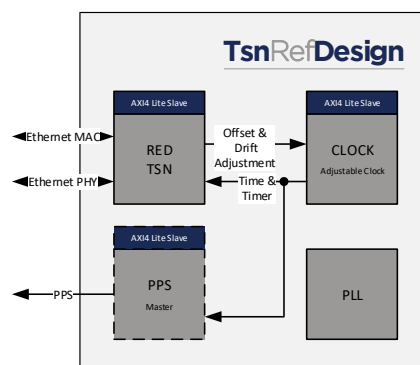 TsnRefDesign
AXI4 Lite Slave
AXI4 Lite Slave
Ethernet MAC
RED
TSN
Offset &
Drift
Adjustment
CLOCK
Adjustable Clock
Ethernet PHY
Time &
Timer
AXI4 Lite Slave
PPS
PPS
Master
PLL